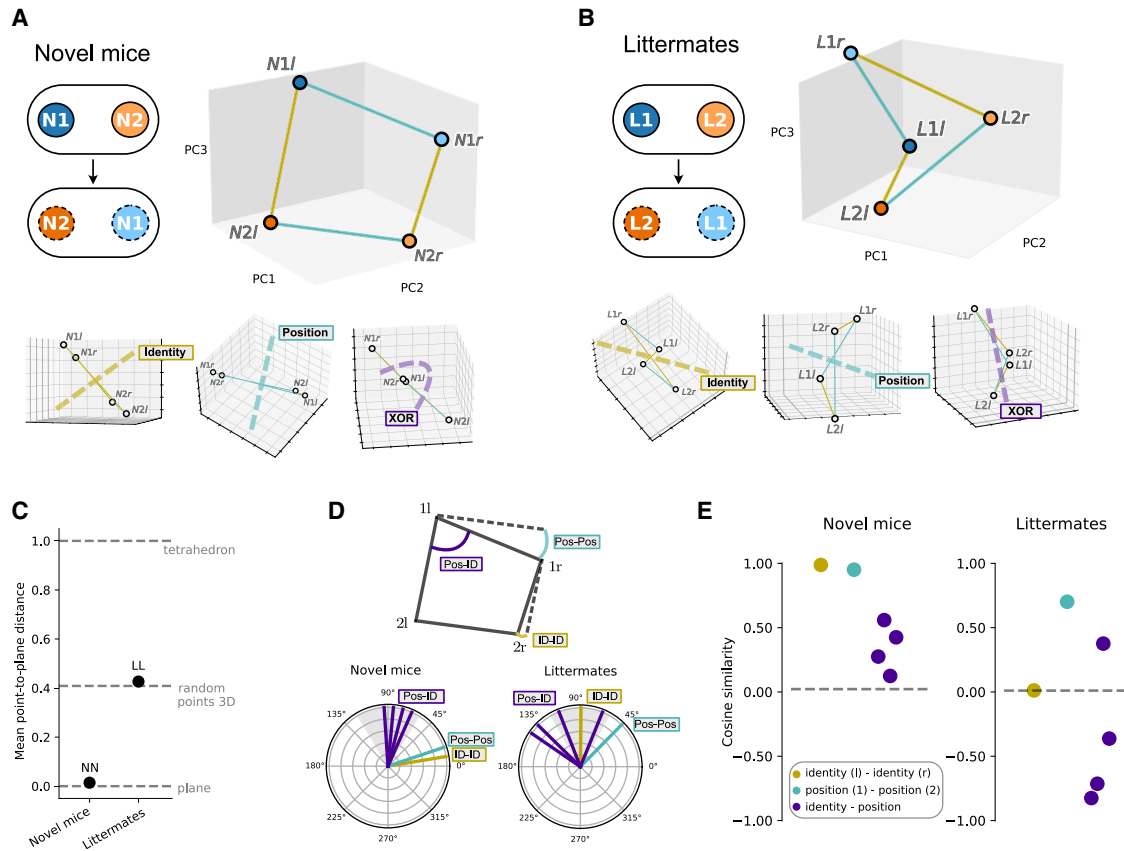 A
Novel mice
N1
N2
N2
N1
N1l
N1r
N2l
N2r
PC3
PC1
PC2
N1l
N1r
Identity
N2r
N2l
Position
N1r
N2r
N2l
N1l
N1r
N2r
N1l
XOR
N2l
B
Littermates
L1
L2
L2
L1
L1r
L1l
L2r
L2l
PC3
PC1
PC2
L1r
L1l
L2l
Identity
L2r
L1r
L2r
L1l
Position
L2l
L1r
L2r
L1l
L2l
XOR
C
Mean point-to-plane distance
1.0
0.8
0.6
0.4
0.2
0.0
tetrahedron
LL
random
points 3D
NN
plane
Novel mice
Littermates
D
1l
Pos-Pos
Pos-ID
1r
2l
2r
ID-ID
Novel mice
90°
Pos-ID
135°
45°
Pos-Pos
ID-ID
180°
0°
225°
315°
270°
Littermates
Pos-ID
90°
ID-ID
135°
45°
Pos-Pos
180°
0°
225°
315°
270°
E
Novel mice
Littermates
Cosine similarity
1.00
0.50
0.00
−0.50
−1.00
identity (l) - identity (r)
position (1) - position (2)
identity - position
1.00
0.50
0.00
−0.50
−1.00